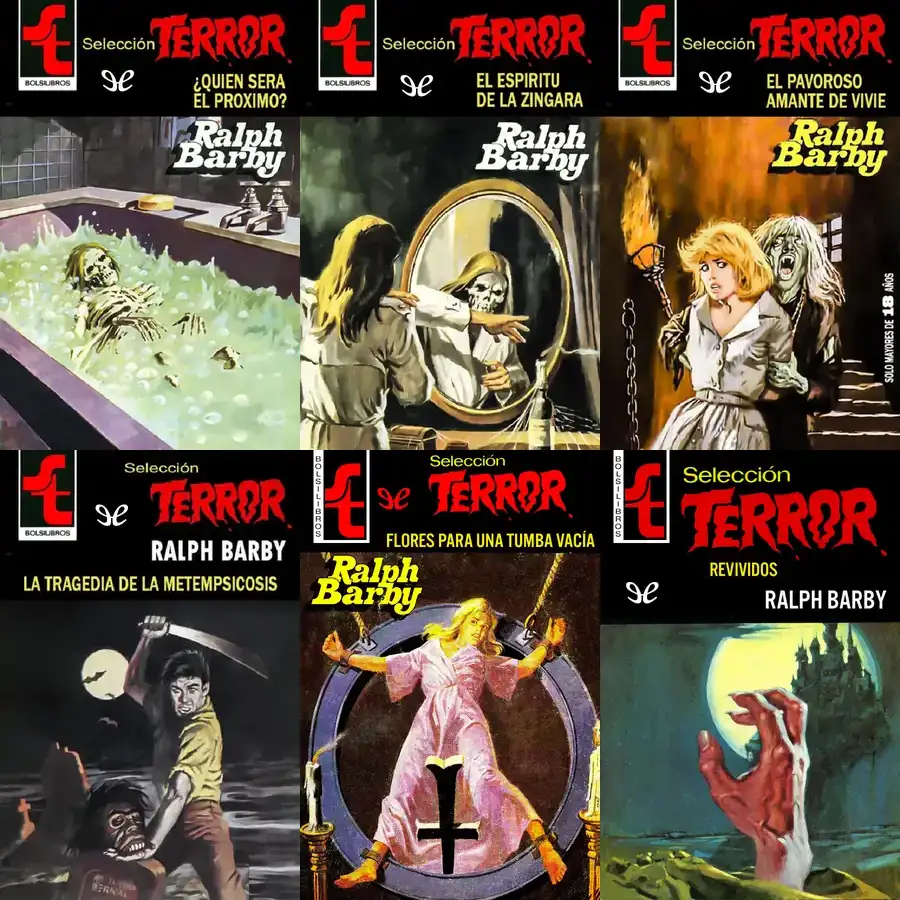 BOLSILIBROS
Selección TERROR
¿QUIEN SERA
EL PROXIMO?
Ralph
Barby
BOLSILIBROS
Selección TERROR
EL ESPIRITU
DE LA ZINGARA
Ralph
Barby
BOLSILIBROS
Selección TERROR
EL PAVOROSO
AMANTE DE VIVIE
Ralph
Barby
SOLO MAYORES DE 18 AÑOS
BOLSILIBROS
Selección
TERROR
RALPH BARBY
LA TRAGEDIA DE LA METEMPSICOSIS
BOLSILIBROS
Selección
TERROR
FLORES PARA UNA TUMBA VACÍA
Ralph
Barby
BOLSILIBROS
Selección
TERROR
REVIVIDOS
RALPH BARBY